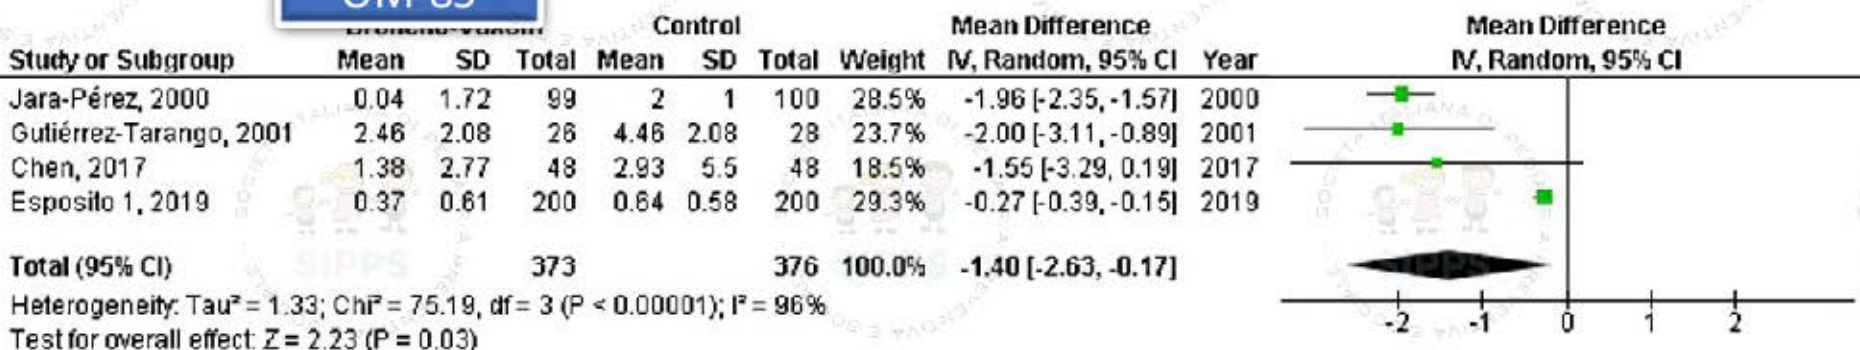 OM-85
Broncho-Vaxom Control Mean Difference Mean Difference
Study or Subgroup Mean SD Total Mean SD Total Weight IV, Random, 95% CI Year IV, Random, 95% CI
Jara-Pérez, 2000 0.04 1.72 99 2 1 100 28.5% -1.96 [-2.35, -1.57] 2000
Gutiérrez-Tarango, 2001 2.46 2.08 26 4.46 2.08 28 23.7% -2.00 [-3.11, -0.89] 2001
Chen, 2017 1.38 2.77 48 2.93 5.5 48 18.5% -1.55 [-3.29, 0.19] 2017
Esposito 1, 2019 0.37 0.61 200 0.64 0.58 200 29.3% -0.27 [-0.39, -0.15] 2019
SIPPS
Total (95% CI) 373 376 100.0% -1.40 [-2.63, -0.17]
Heterogeneity: Tau² = 1.33; Chi² = 75.19, df = 3 (P < 0.00001); I² = 96%
Test for overall effect: Z = 2.23 (P = 0.03)
-2 -1 0 1 2